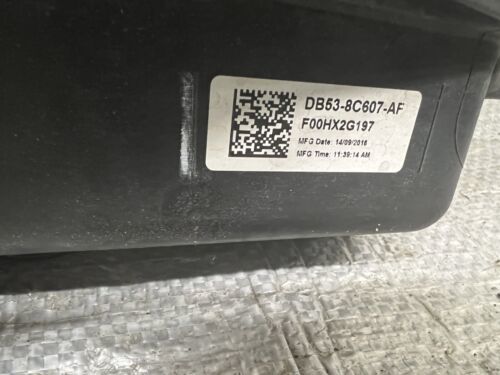 DB53-8C607-AF
F00HX2G197
MFG Date: 14/09/2016
MFG Time: 11:39:14 AM